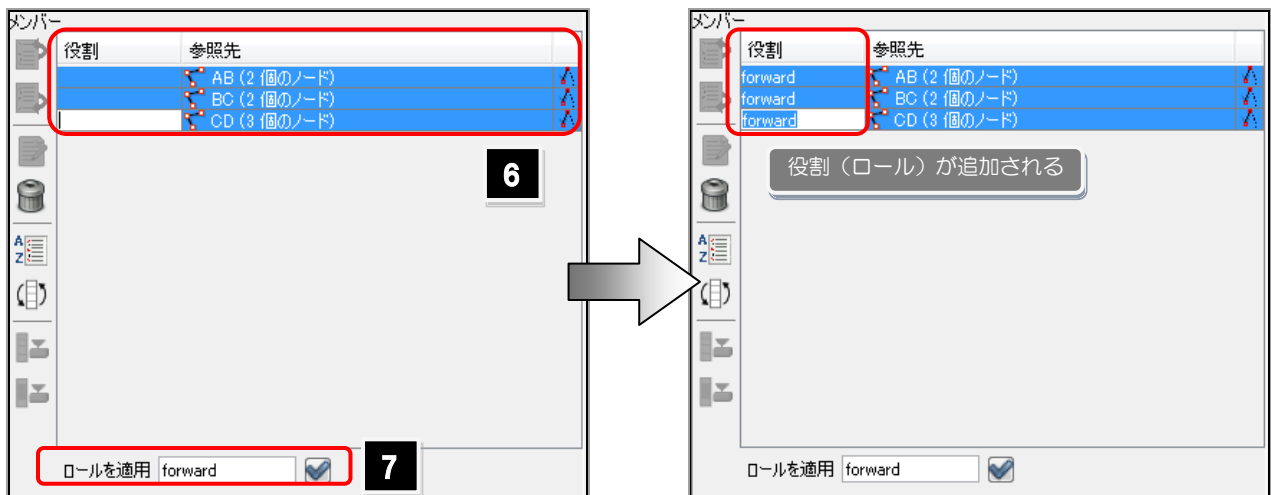 メンバー
役割 参照先
AB (2 個のノード)
BC (2 個のノード)
CD (3 個のノード)
6
A
Z
ロールを適用 forward
7
メンバー
役割 参照先
forward AB (2 個のノード)
forward BC (2 個のノード)
forward CD (3 個のノード)
役割（ロール）が追加される
A
Z
ロールを適用 forward